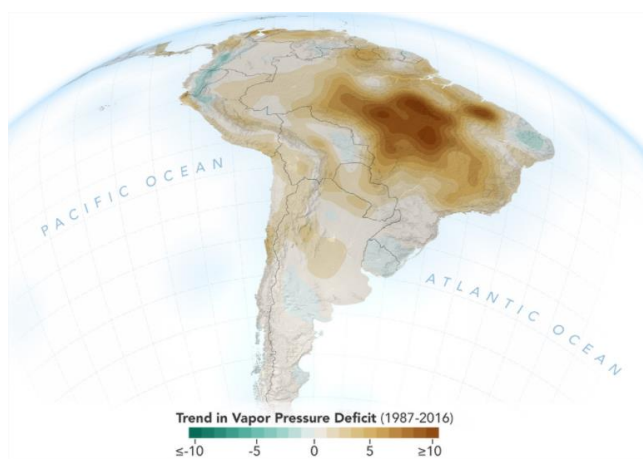 PACIFIC OCEAN
ATLANTIC OCEAN
Trend in Vapor Pressure Deficit (1987-2016)
≤-10 -5 0 5 ≥10